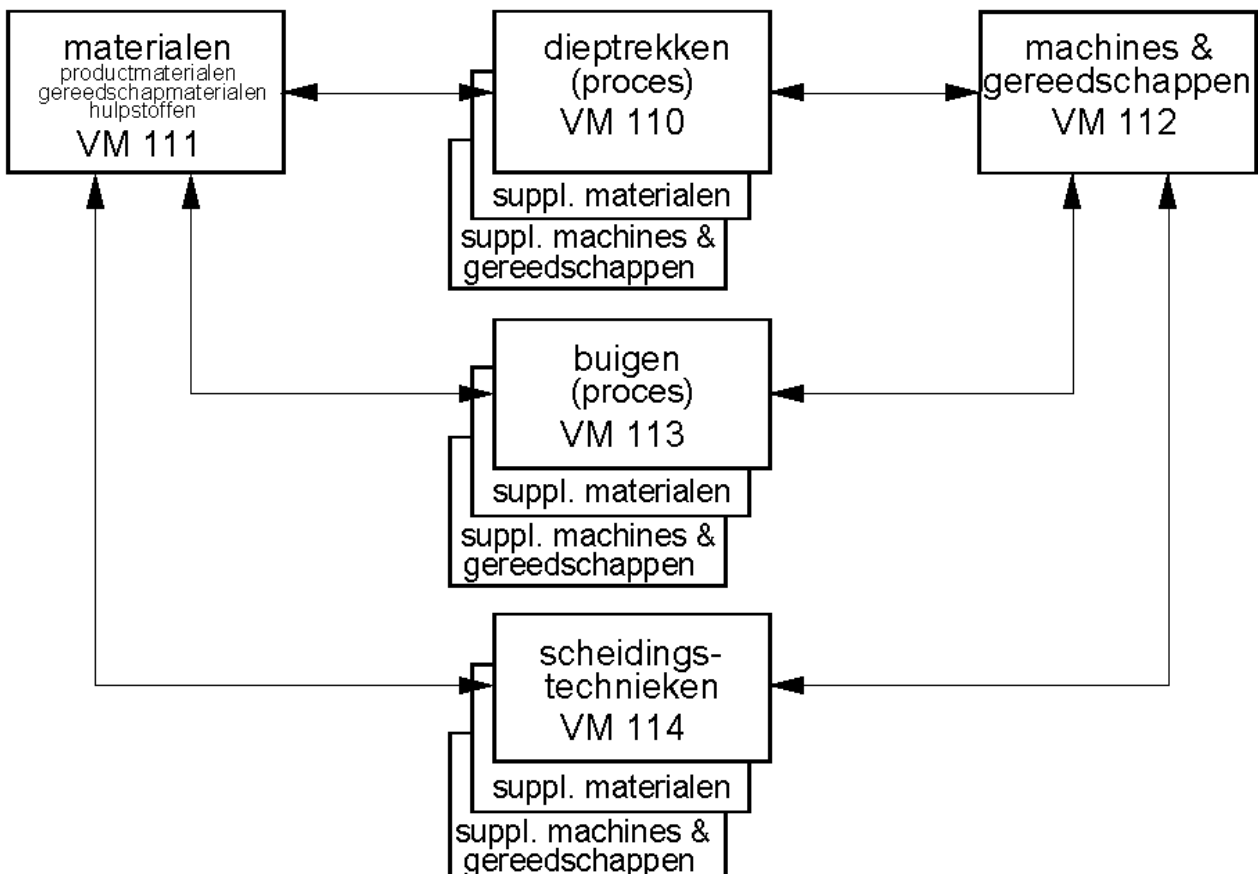 materialen
productmaterialen
gereedschapmaterialen
hulpstoffen
VM 111
dieptrekken
(proces)
VM 110
suppl. materialen
suppl. machines &
gereedschappen
machines &
gereedschappen
VM 112
buigen
(proces)
VM 113
suppl. materialen
suppl. machines &
gereedschappen
scheidings-
technieken
VM 114
suppl. materialen
suppl. machines &
gereedschappen